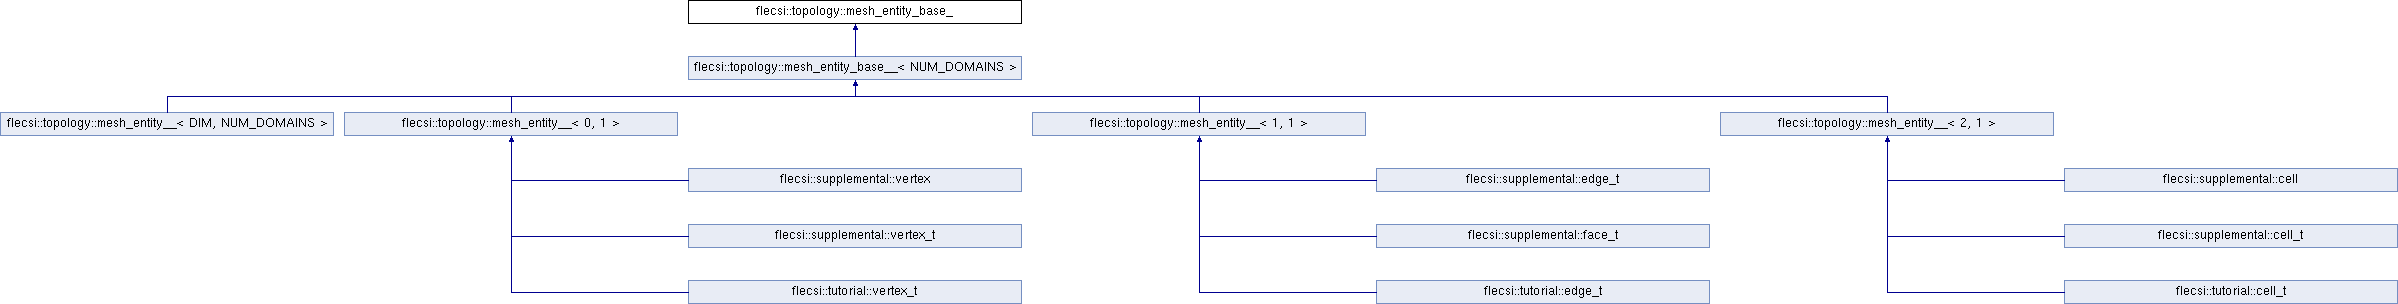 flecsi::topology::mesh_entity_base_
flecsi::topology::mesh_entity_base__< NUM_DOMAINS >
flecsi::topology::mesh_entity__< DIM, NUM_DOMAINS >
flecsi::topology::mesh_entity__< 0, 1 >
flecsi::topology::mesh_entity__< 1, 1 >
flecsi::topology::mesh_entity__< 2, 1 >
flecsi::supplemental::vertex
flecsi::supplemental::edge_t
flecsi::supplemental::cell
flecsi::supplemental::vertex_t
flecsi::supplemental::face_t
flecsi::supplemental::cell_t
flecsi::tutorial::vertex_t
flecsi::tutorial::edge_t
flecsi::tutorial::cell_t